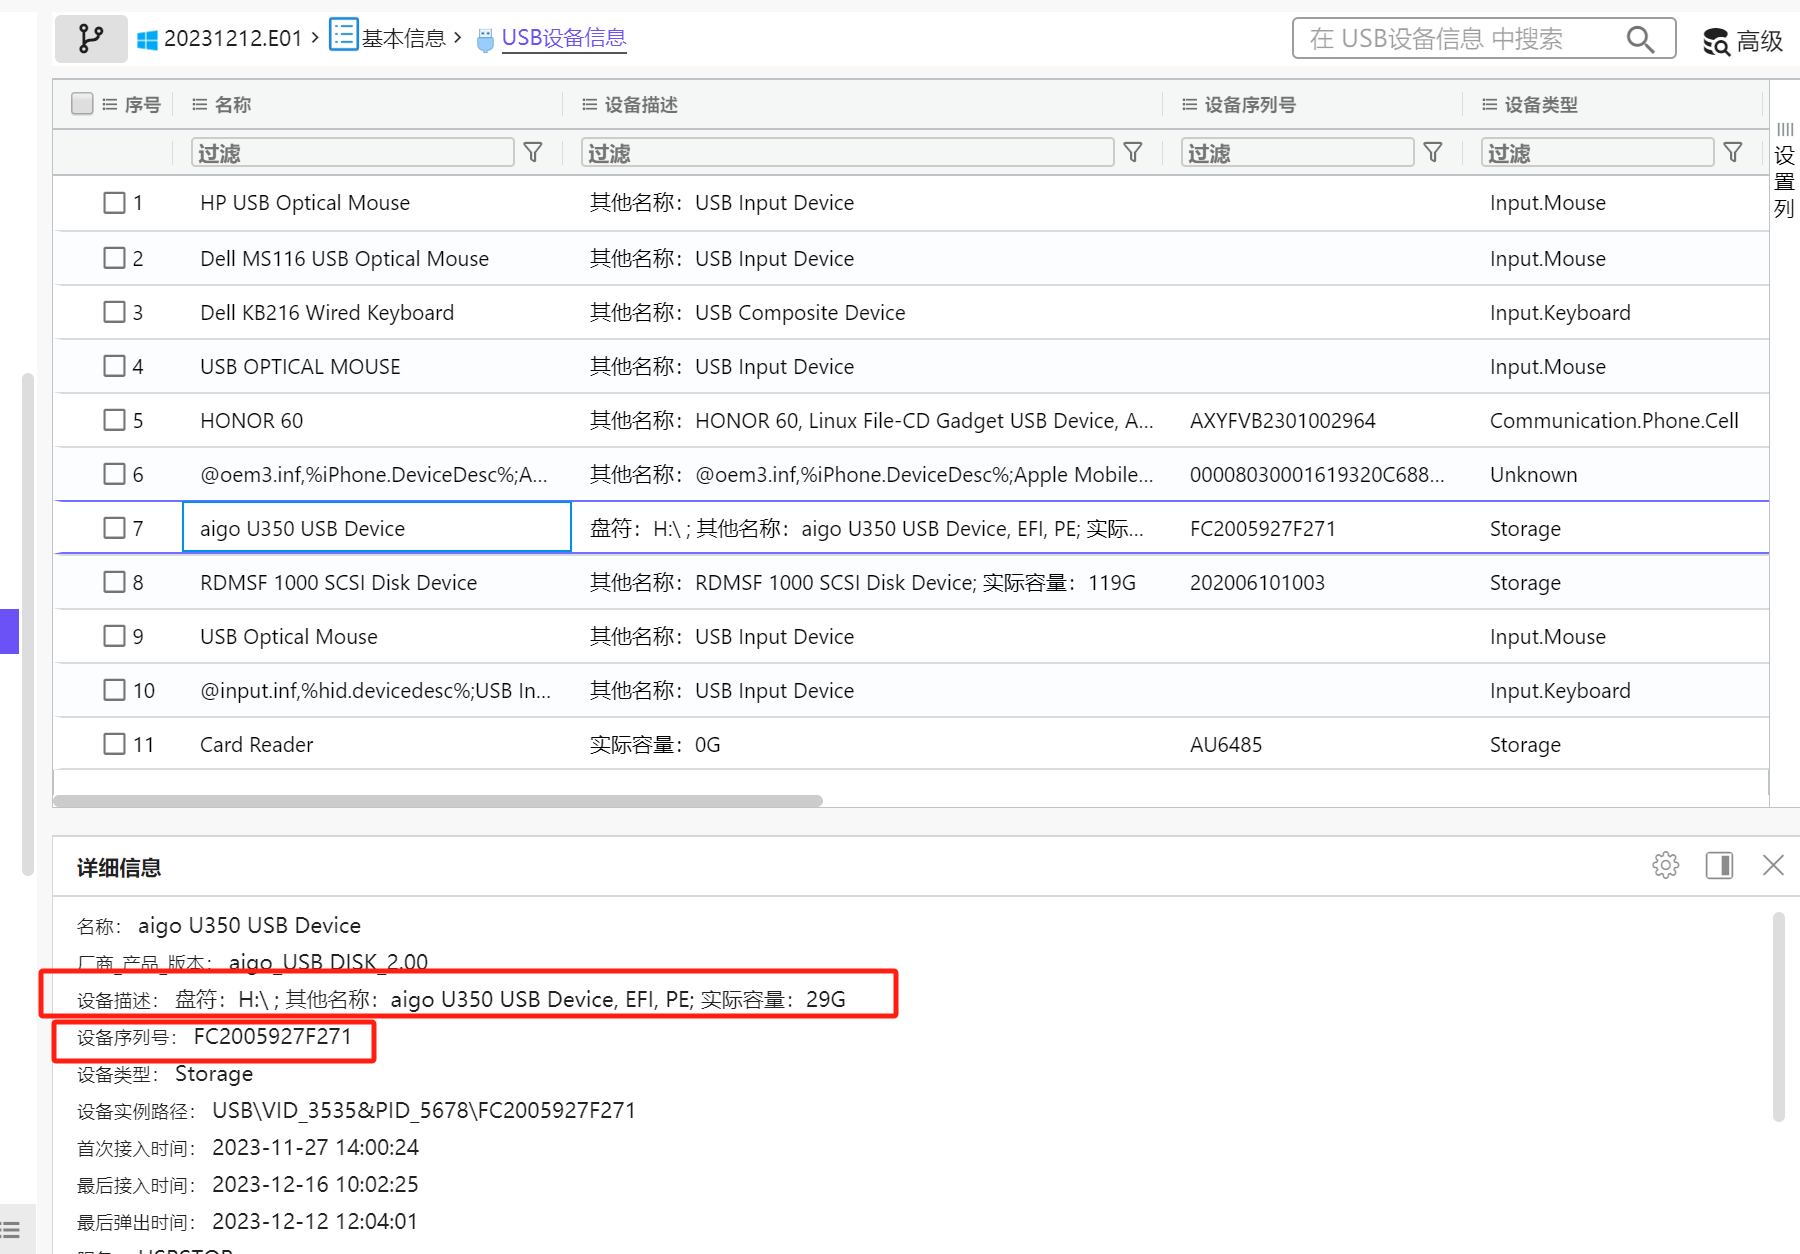 20231212.E01 > 基本信息 > USB设备信息
在 USB设备信息 中搜索
高级
序号 名称 设备描述 设备序列号 设备类型
过滤 过滤 过滤 过滤
设置列
1 HP USB Optical Mouse 其他名称：USB Input Device Input.Mouse
2 Dell MS116 USB Optical Mouse 其他名称：USB Input Device Input.Mouse
3 Dell KB216 Wired Keyboard 其他名称：USB Composite Device Input.Keyboard
4 USB OPTICAL MOUSE 其他名称：USB Input Device Input.Mouse
5 HONOR 60 其他名称：HONOR 60, Linux File-CD Gadget USB Device, A... AXYFVB2301002964 Communication.Phone.Cell
6 @oem3.inf,%iPhone.DeviceDesc%;A... 其他名称：@oem3.inf,%iPhone.DeviceDesc%;Apple Mobile... 00008030001619320C688... Unknown
7 aigo U350 USB Device 盘符：H:\ ; 其他名称：aigo U350 USB Device, EFI, PE; 实际... FC2005927F271 Storage
8 RDMSF 1000 SCSI Disk Device 其他名称：RDMSF 1000 SCSI Disk Device; 实际容量：119G 202006101003 Storage
9 USB Optical Mouse 其他名称：USB Input Device Input.Mouse
10 @input.inf,%hid.devicedesc%;USB In... 其他名称：USB Input Device Input.Keyboard
11 Card Reader 实际容量：0G AU6485 Storage
详细信息
名称： aigo U350 USB Device
厂商_产品_版本： aigo_USB DISK_2.00
设备描述： 盘符：H:\ ; 其他名称：aigo U350 USB Device, EFI, PE; 实际容量：29G
设备序列号： FC2005927F271
设备类型： Storage
设备实例路径： USB\VID_3535&PID_5678\FC2005927F271
首次接入时间： 2023-11-27 14:00:24
最后接入时间： 2023-12-16 10:02:25
最后弹出时间： 2023-12-12 12:04:01
USBSTOR